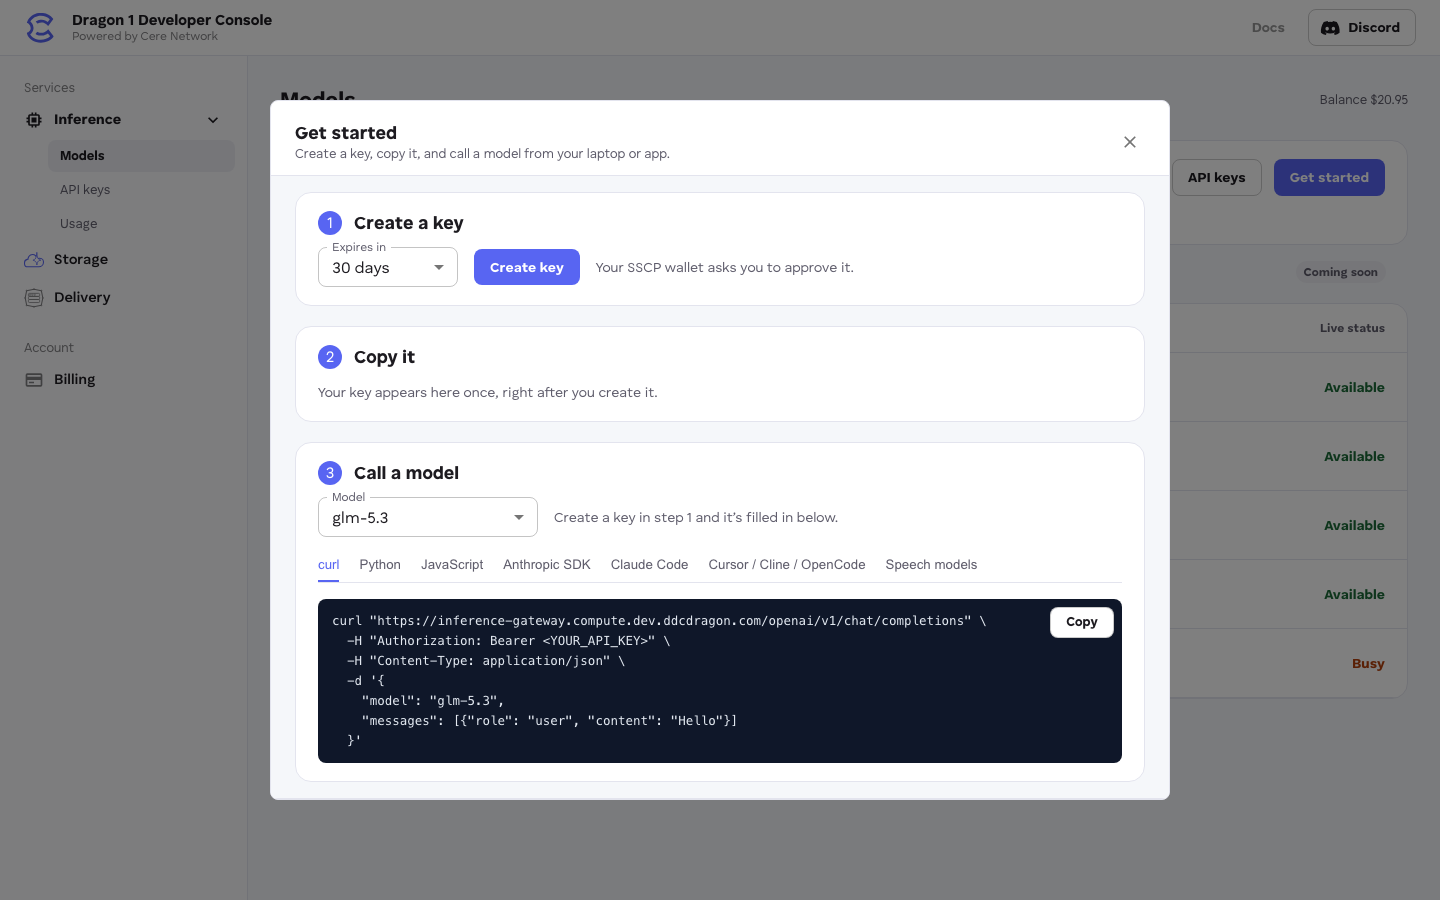 Dragon 1 Developer Console
Powered by Cere Network
Docs
Discord
Services
Inference
Models
API keys
Usage
Storage
Delivery
Account
Billing
Models
Balance $20.95
API keys
Get started
Coming soon
Live status
Available
Available
Available
Available
Busy
Get started
Create a key, copy it, and call a model from your laptop or app.
1 Create a key
Expires in
30 days
Create key
Your SSCP wallet asks you to approve it.
2 Copy it
Your key appears here once, right after you create it.
3 Call a model
Model
glm-5.3
Create a key in step 1 and it’s filled in below.
curl Python JavaScript Anthropic SDK Claude Code Cursor / Cline / OpenCode Speech models
curl "https://inference-gateway.compute.dev.ddcdragon.com/openai/v1/chat/completions" \
Copy
-H "Authorization: Bearer <YOUR_API_KEY>" \
-H "Content-Type: application/json" \
-d '{
"model": "glm-5.3",
"messages": [{"role": "user", "content": "Hello"}]
}'